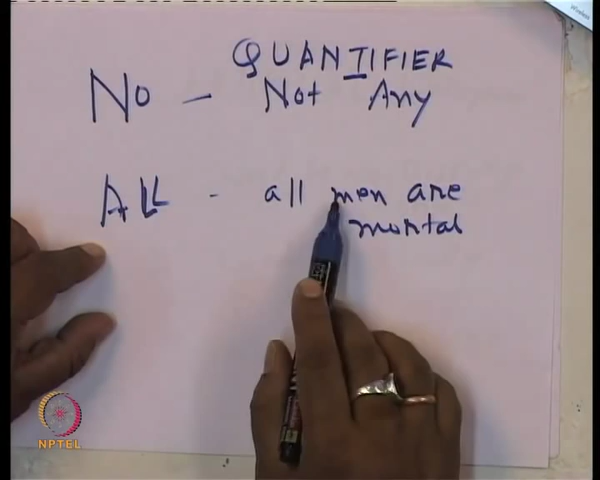 QUANTIFIER
No - Not Any
ALL - all men are
mortal
NPTEL